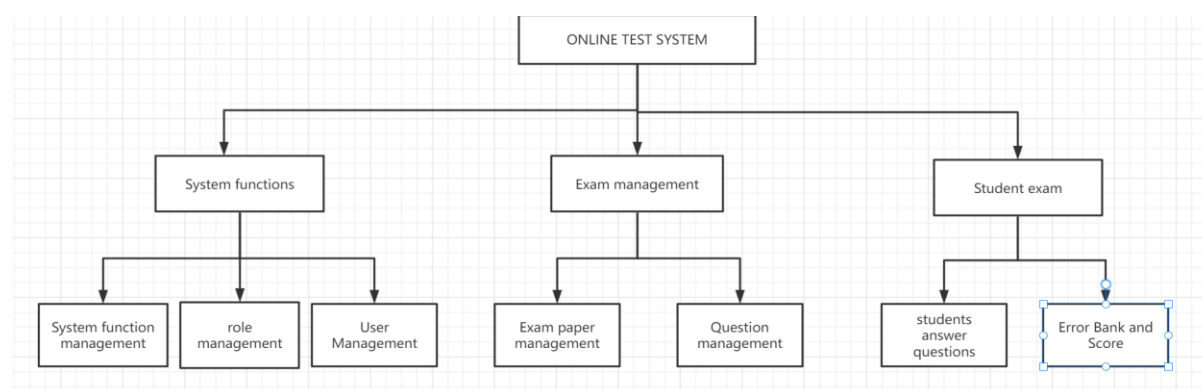 ONLINE TEST SYSTEM
System functions
Exam management
Student exam
System function
management
role
management
User
Management
Exam paper
management
Question
management
students
answer
questions
Error Bank and
Score